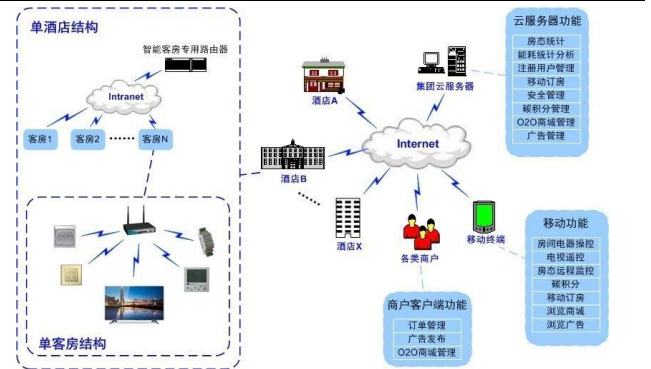 单酒店结构
智能客房专用路由器
Intranet
客房1
客房2
客房N
单客房结构
酒店A
酒店B
酒店X
集团云服务器
Internet
各类商户
移动终端
云服务器功能
房态统计
能耗统计分析
注册用户管理
移动订房
安全管理
碳积分管理
O2O商城管理
广告管理
移动功能
房间电器操控
电视遥控
房态远程监控
碳积分
移动订房
浏览商城
浏览广告
商户客户端功能
订单管理
广告发布
O2O商城管理